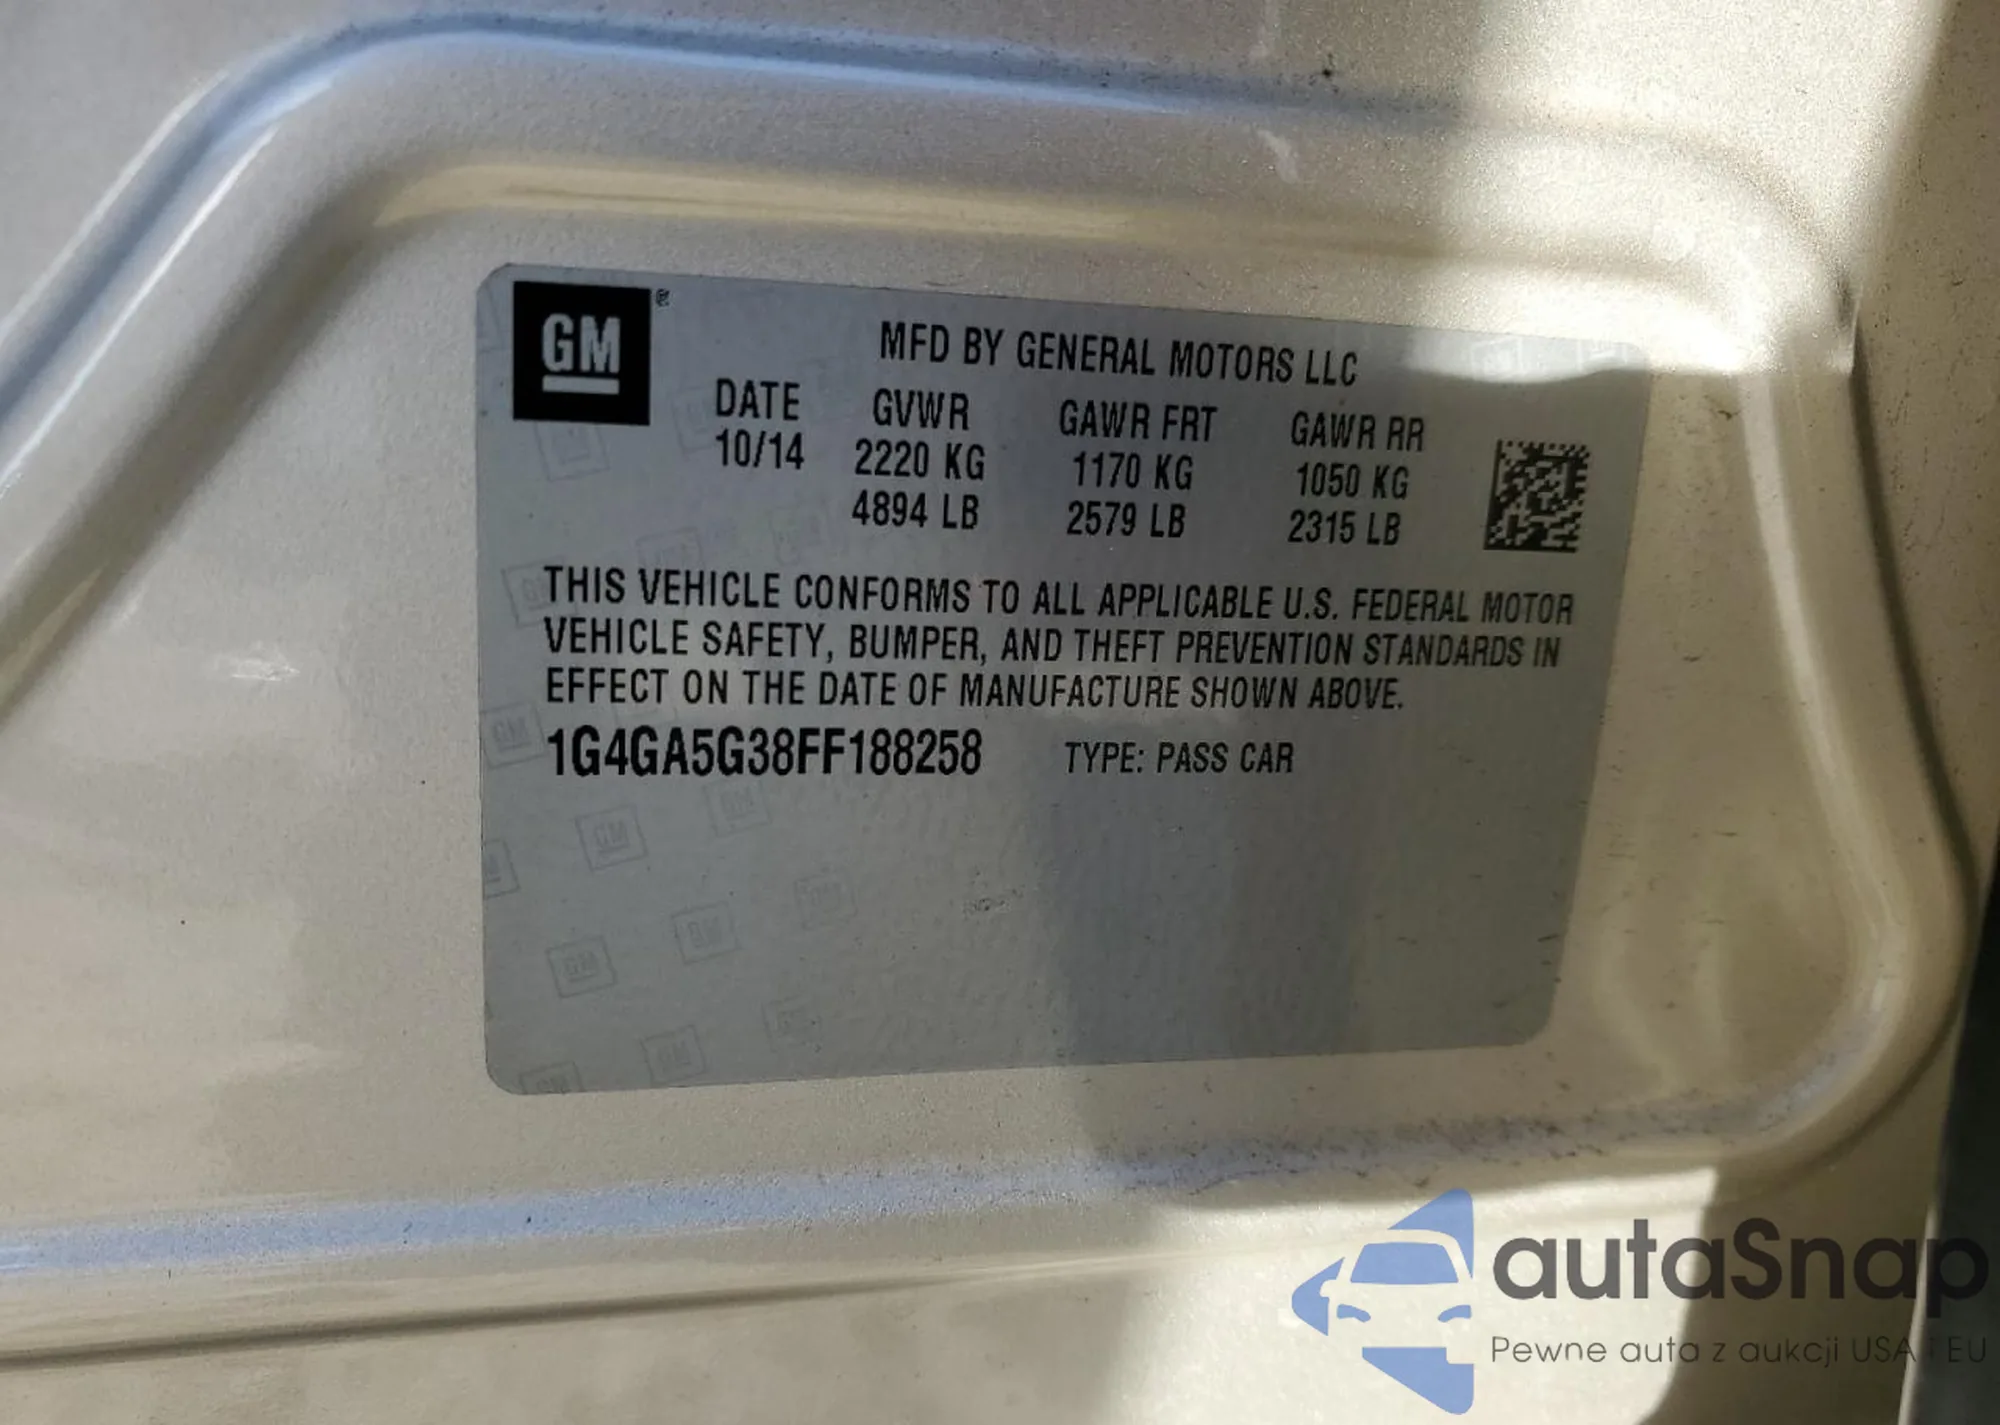 GM®
MFD BY GENERAL MOTORS LLC
DATE GVWR GAWR FRT GAWR RR
10/14 2220 KG 1170 KG 1050 KG
4894 LB 2579 LB 2315 LB
THIS VEHICLE CONFORMS TO ALL APPLICABLE U.S. FEDERAL MOTOR
VEHICLE SAFETY, BUMPER, AND THEFT PREVENTION STANDARDS IN
EFFECT ON THE DATE OF MANUFACTURE SHOWN ABOVE.
1G4GA5G38FF188258 TYPE: PASS CAR
autaSnap
Pewne auta z aukcji USA i EU